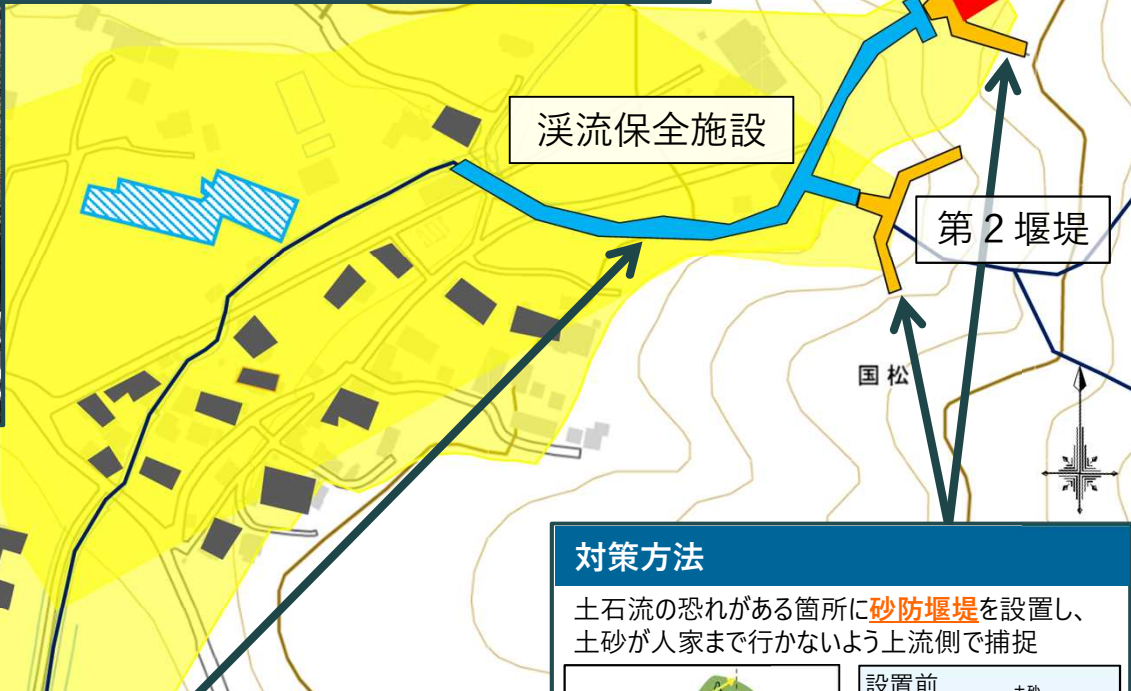 渓流保全施設
第２堰堤
国松
対策方法
土石流の恐れがある箇所に砂防堰堤を設置し、
土砂が人家まで行かないよう上流側で捕捉
設置前
土砂